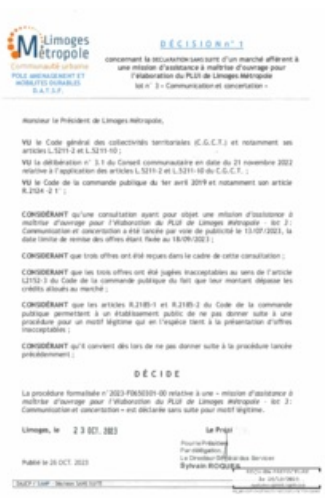 Limoges
Métropole
Communauté urbaine
PÔLE AMÉNAGEMENT ET
MOBILITÉS DURABLES
D.A.T.S.P.
DÉCISION n° 1
concernant la DECLARATION SANS SUITE d'un marché afférent à
une mission d'assistance à maîtrise d'ouvrage pour
l'élaboration du PLUi de Limoges Métropole
lot n° 3 « Communication et concertation »
Monsieur le Président de Limoges Métropole,
VU le Code général des collectivités territoriales (C.G.C.T.) et notamment ses
articles L.5211-2 et L.5211-10 ;
VU la délibération n° 3.1 du Conseil communautaire en date du 21 novembre 2022
relative à l'application des articles L.5211-2 et L.5211-10 du C.G.C.T. ;
VU le Code de la commande publique du 1er avril 2019 et notamment son article
R.2124-2 1° ;
CONSIDÉRANT qu'une consultation ayant pour objet une mission d'assistance à
maîtrise d'ouvrage pour l'élaboration du PLUi de Limoges Métropole - lot 3 :
Communication et concertation a été lancée par voie de publicité le 13/07/2023, la
date limite de remise des offres étant fixée au 18/09/2023 ;
CONSIDÉRANT que trois offres ont été reçues dans le cadre de cette consultation ;
CONSIDÉRANT que les trois offres ont été jugées inacceptables au sens de l'article
L2152-3 du Code de la commande publique du fait que leur montant dépasse les
crédits alloués au marché ;
CONSIDÉRANT que les articles R.2185-1 et R.2185-2 du Code de la commande
publique permettent à un établissement public de ne pas donner suite à une
procédure pour un motif légitime qui en l'espèce tient à la présentation d'offres
inacceptables ;
CONSIDÉRANT qu'il convient dès lors de ne pas donner suite à la procédure lancée
précédemment ;
DÉCIDE
La procédure formalisée n°2023-F0650301-00 relative à une « mission d'assistance à
maîtrise d'ouvrage pour l'élaboration du PLUi de Limoges Métropole - lot 3 :
Communication et concertation » est déclarée sans suite pour motif légitime.
Limoges, le 23 OCT. 2023
Le Prési
Pour le Président
Par délégation,
Le Directeur Général des Services
Sylvain ROQUES
Publié le 26 OCT. 2023